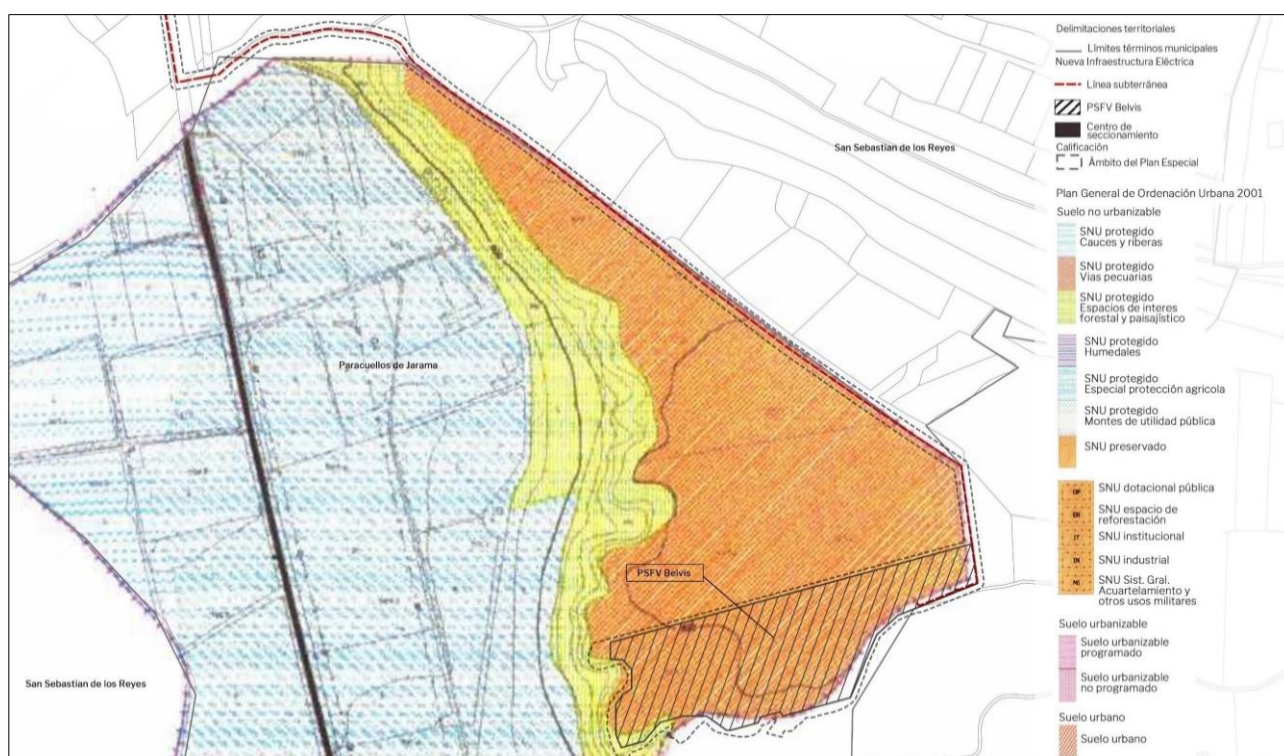 Delimitaciones territoriales
Límites términos municipales
Nueva Infraestructura Eléctrica
Línea subterránea
PSFV Belvis
Centro de
seccionamiento
Calificación
Ámbito del Plan Especial
Plan General de Ordenación Urbana 2001
Suelo no urbanizable
SNU protegido
Cauces y riberas
SNU protegido
Vias pecuarias
SNU protegido
Espacios de interes
forestal y paisajístico
SNU protegido
Humedales
SNU protegido
Especial protección agricola
SNU protegido
Montes de utilidad pública
SNU preservado
DP
SNU dotacional pública
ER
SNU espacio de
reforestación
IT
SNU institucional
IN
SNU industrial
MI
SNU Sist. Gral.
Acuartelamiento y
otros usos militares
Suelo urbanizable
Suelo urbanizable
programado
Suelo urbanizable
no programado
Suelo urbano
Suelo urbano
San Sebastian de los Reyes
Paracuellos de Jarama
PSFV Belvis
San Sebastian de los Reyes